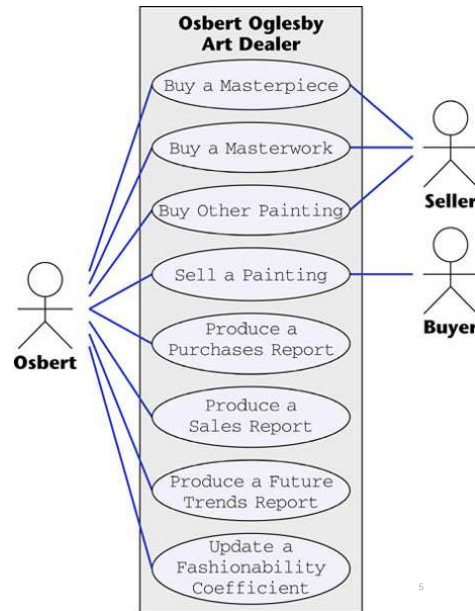 Osbert Oglesby
Art Dealer
Buy a Masterpiece
Buy a Masterwork
Buy Other Painting
Sell a Painting
Produce a
Purchases Report
Produce a
Sales Report
Produce a Future
Trends Report
Update a
Fashionability
Coefficient
Osbert
Seller
Buyer
5